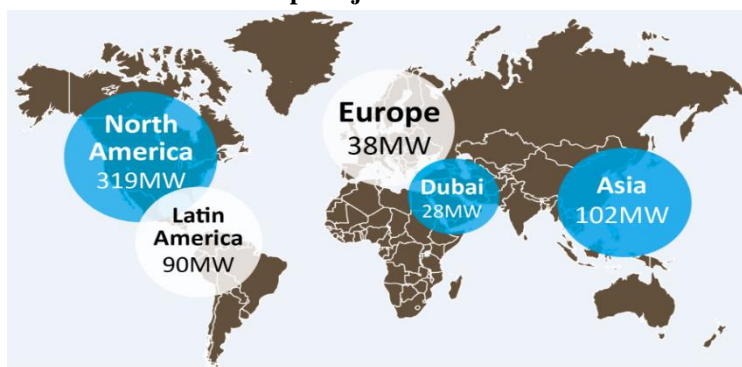 North
America
319MW
Latin
America
90MW
Europe
38MW
Dubai
28MW
Asia
102MW